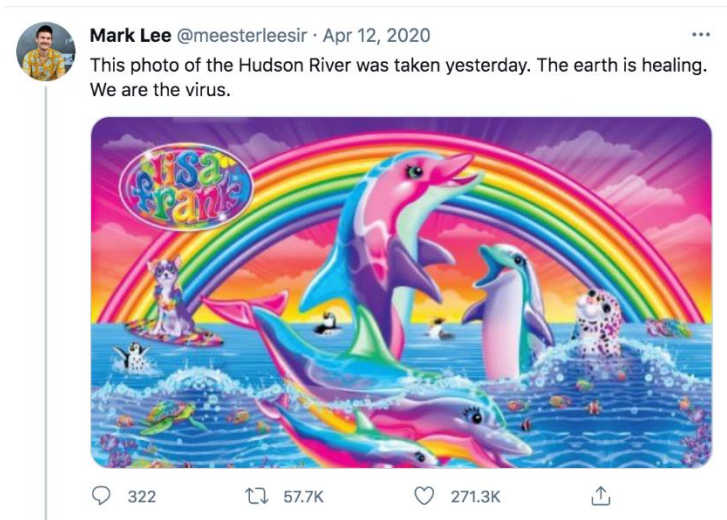 Mark Lee @meesterleesir · Apr 12, 2020
This photo of the Hudson River was taken yesterday. The earth is healing.
We are the virus.
lisa
frank
322 57.7K 271.3K